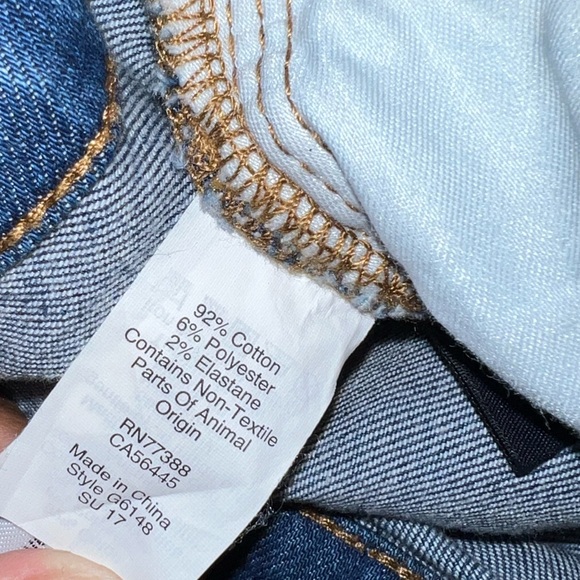 92% Cotton
6% Polyester
2% Elastane
Contains Non-Textile
Parts Of Animal
Origin
RN77388
CA56445
Made in China
Style G6148
SU 17